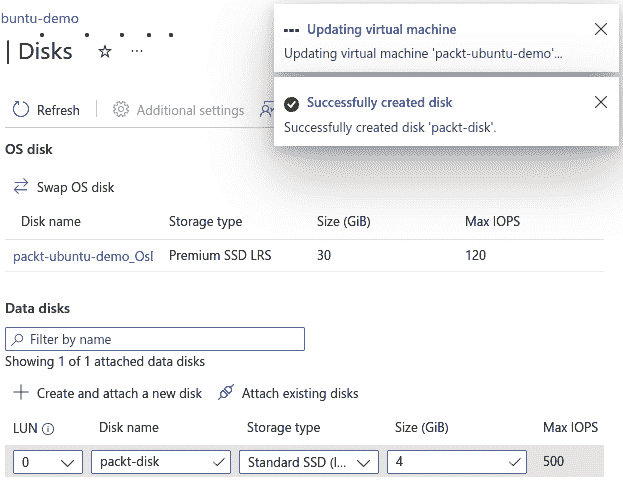 buntu-demo
Updating virtual machine
Updating virtual machine 'packt-ubuntu-demo'...
| Disks
Successfully created disk
Successfully created disk 'packt-disk'.
Refresh
Additional settings
OS disk
Swap OS disk
Disk name Storage type Size (GiB) Max IOPS
packt-ubuntu-demo_Os Premium SSD LRS 30 120
Data disks
Filter by name
Showing 1 of 1 attached data disks
Create and attach a new disk Attach existing disks
LUN Disk name Storage type Size (GiB) Max IOPS
0 packt-disk Standard SSD (l... 4 500